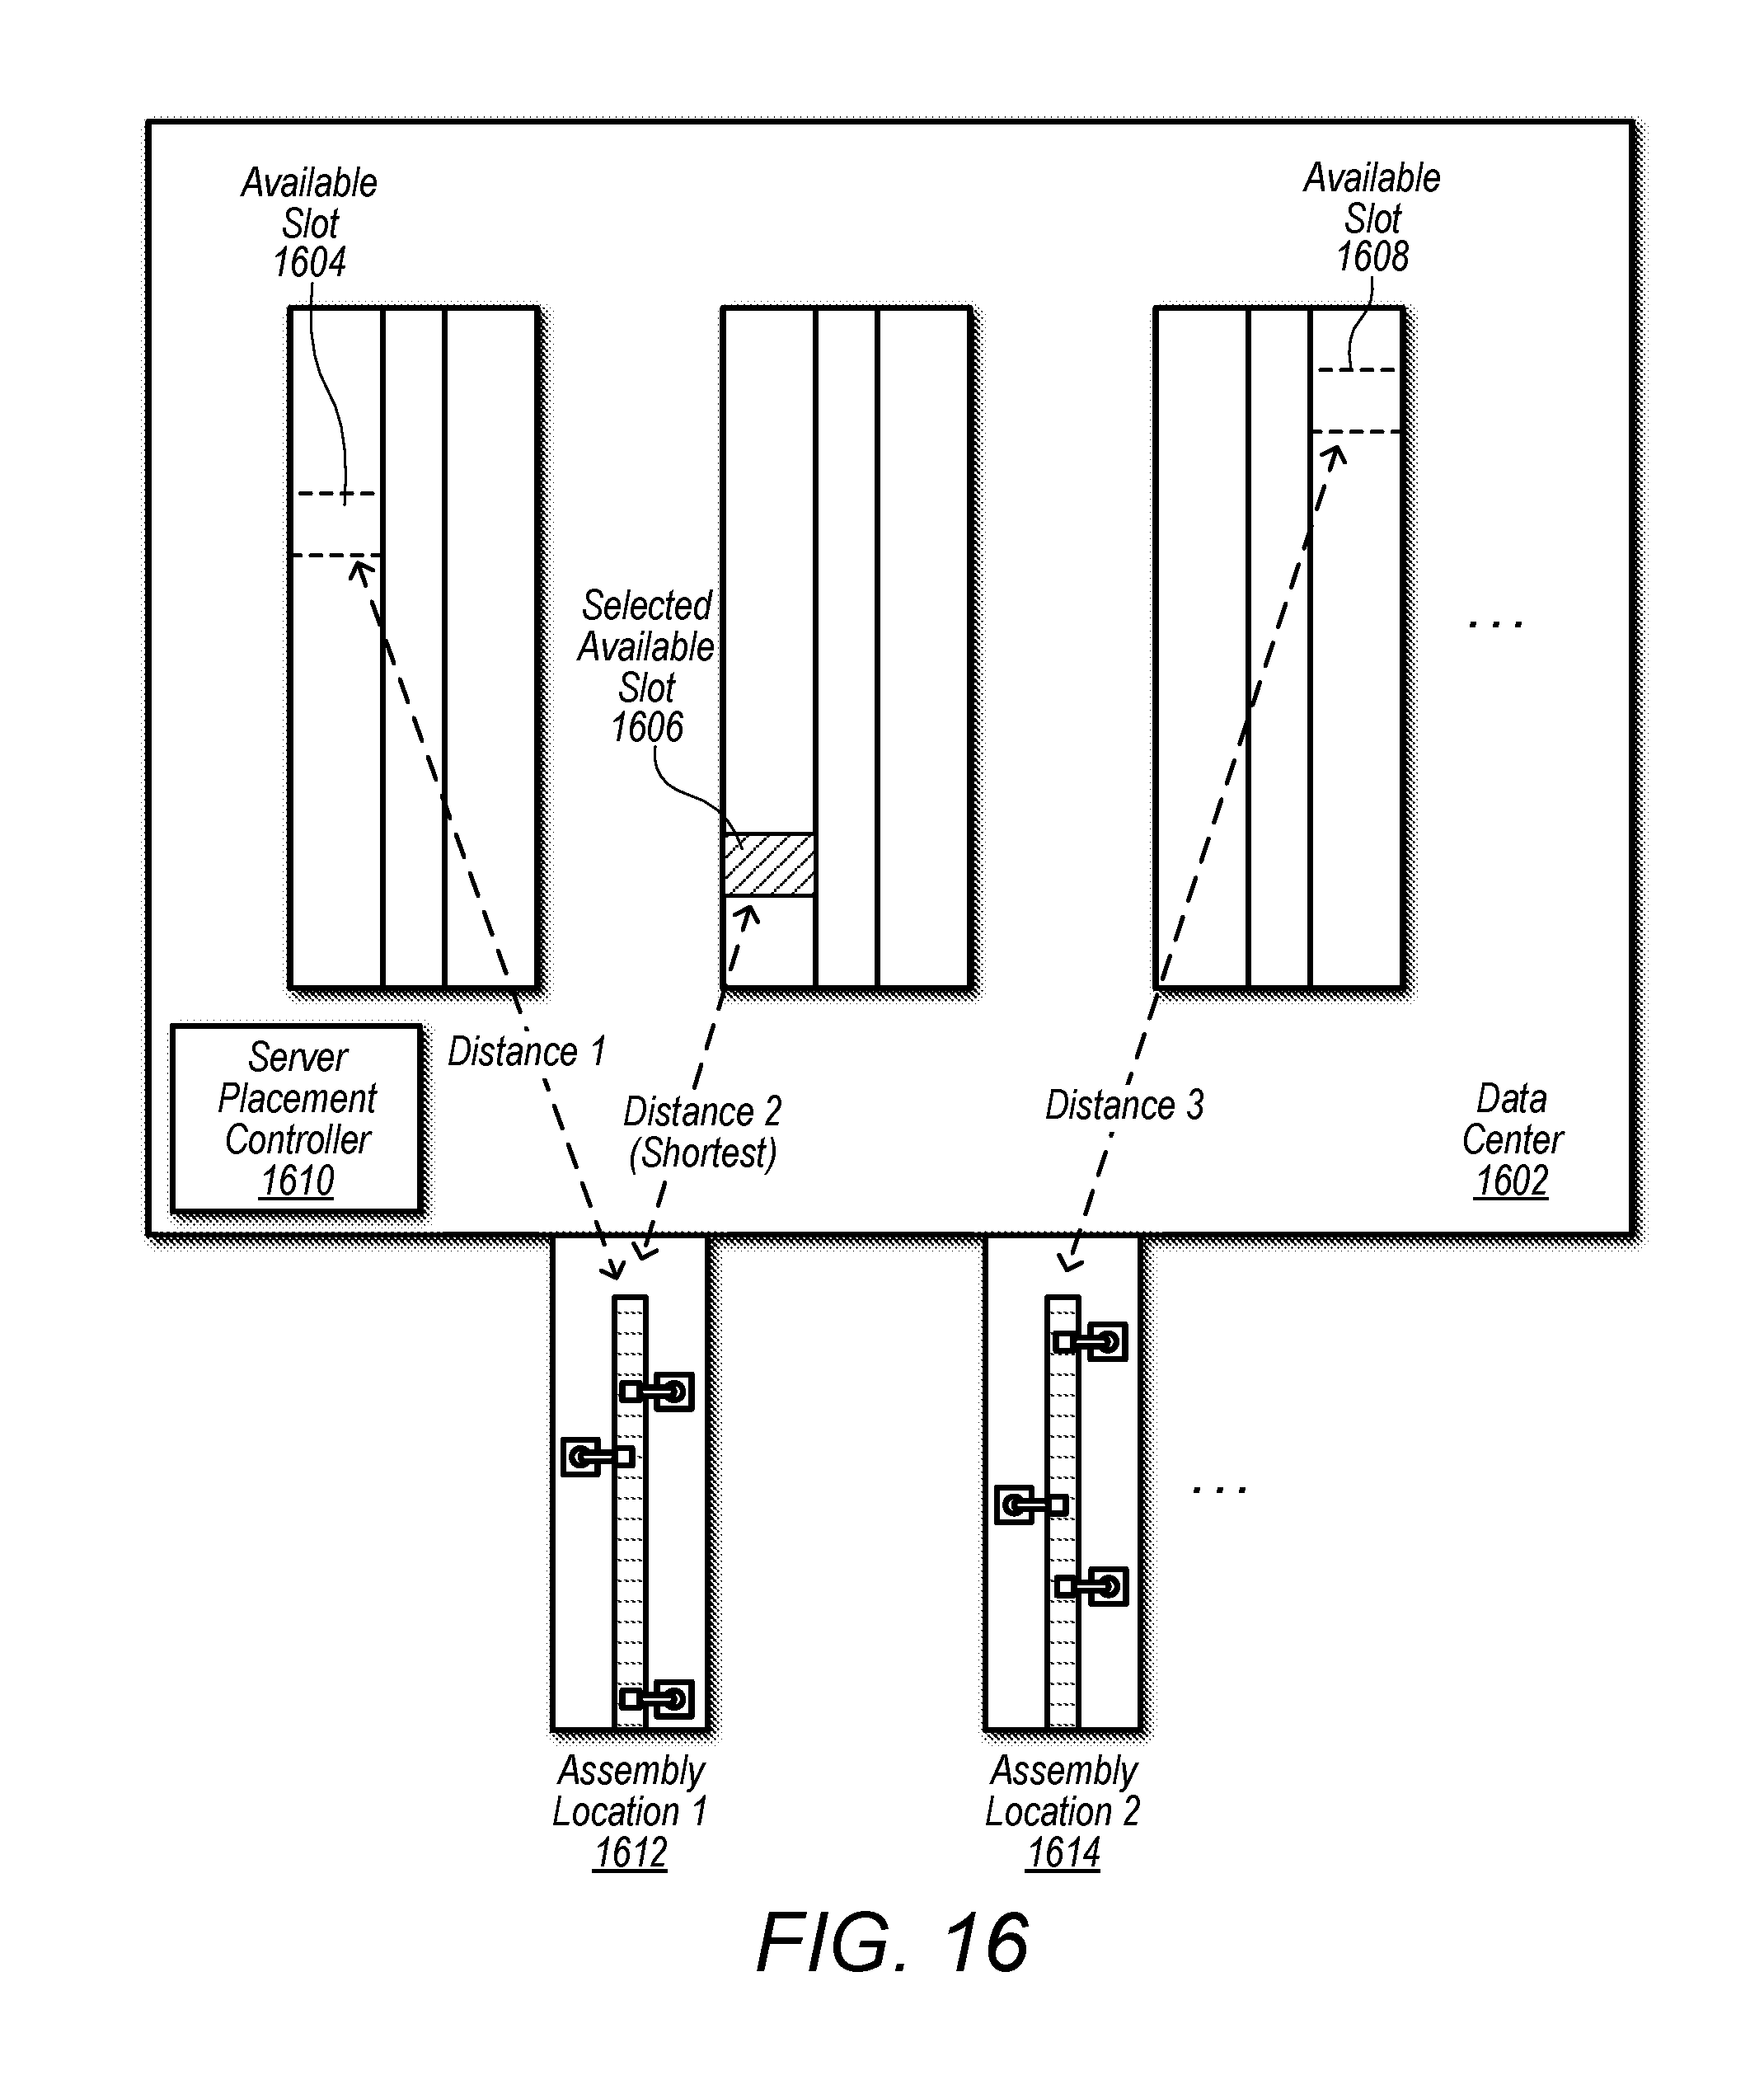 Available
Slot
1604
Available
Slot
1608
Selected
Available
Slot
1606
. . .
Server
Placement
Controller
1610
Distance 1
Distance 2
(Shortest)
Distance 3
Data
Center
1602
. . .
Assembly
Location 1
1612
Assembly
Location 2
1614
FIG. 16